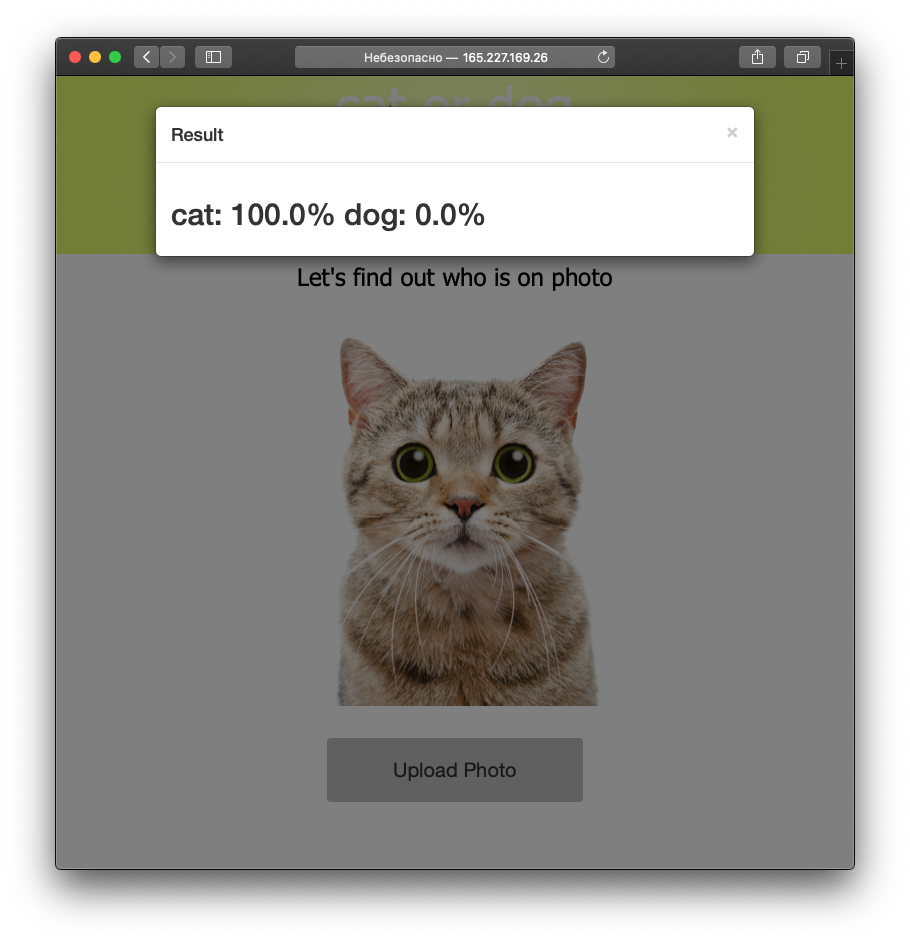 Небезопасно — 165.227.169.26
cat or dog
Result
×
cat: 100.0% dog: 0.0%
Let's find out who is on photo
Upload Photo